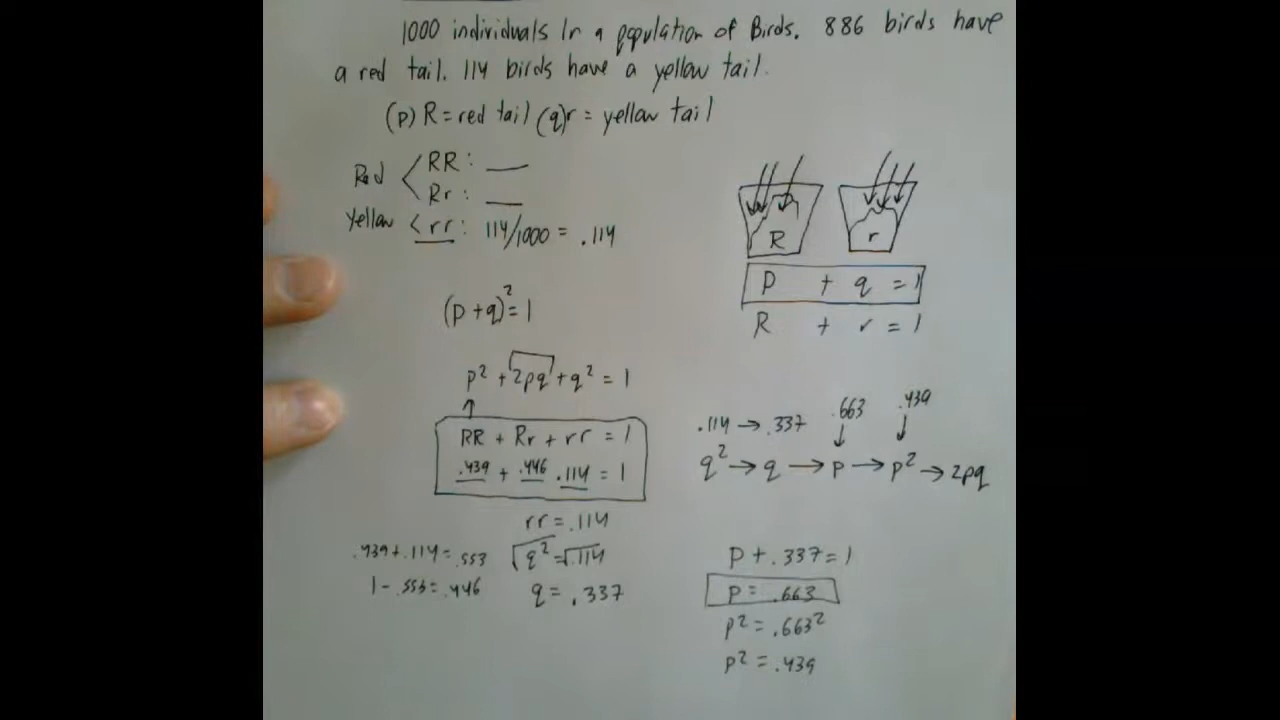 1000 individuals In a population of Birds. 886 birds have
a red tail. 114 birds have a yellow tail.
(p) R = red tail (q) r = yellow tail
Red < RR : __
Rr : __
Yellow < rr : 114/1000 = .114
R r
P + q = 1
R + r = 1
(p + q)² = 1
p² + 2pq + q² = 1
RR + Rr + rr = 1
.439 + .446 .114 = 1
.114 → .337 .663 .439
q² → q → p → p² → 2pq
rr = .114
.439 + .114 = .553 √q² = √.114
1 - .553 = .446 q = .337
P + .337 = 1
p = .663
p² = .663²
p² = .439